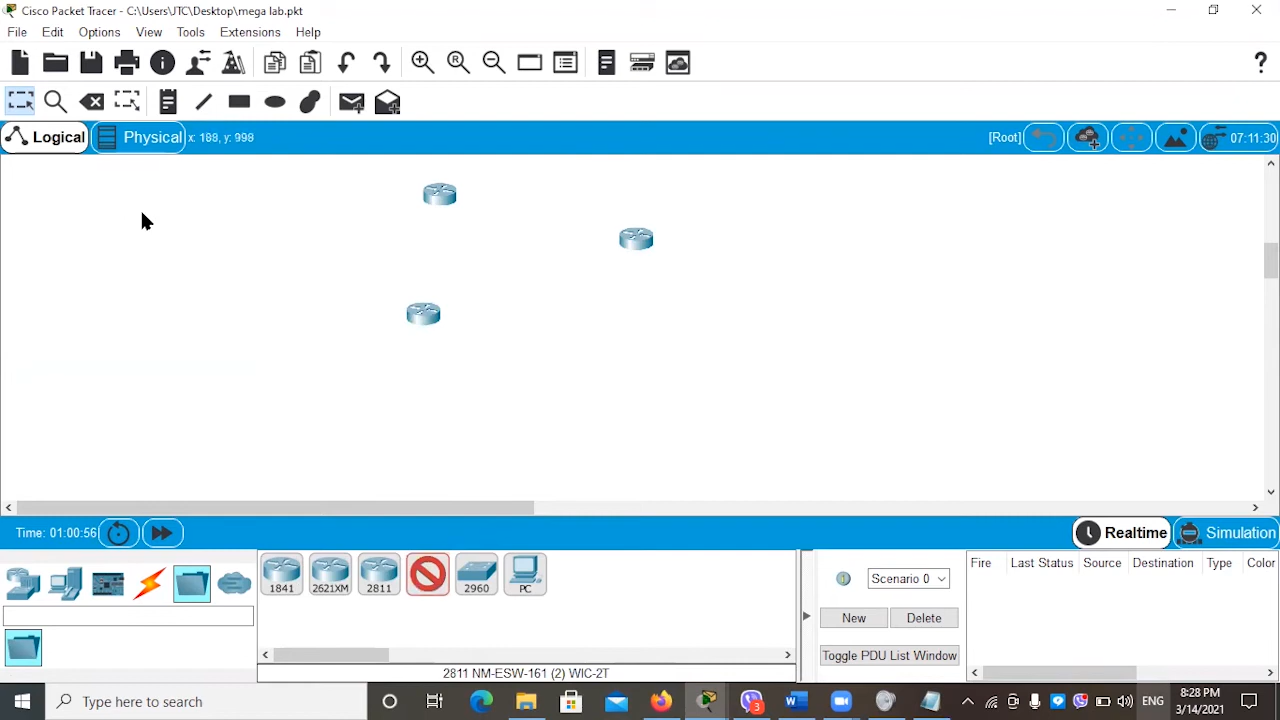 Cisco Packet Tracer - C:\Users\JTC\Desktop\mega lab.pkt
File Edit Options View Tools Extensions Help
Logical Physical x: 188, y: 998 [Root] 07:11:30
Time: 01:00:56 Realtime Simulation
1841 2621XM 2811 2960 PC
Scenario 0
New Delete
Toggle PDU List Window
Fire Last Status Source Destination Type Color
2811 NM-ESW-161 (2) WIC-2T
Type here to search
3
ENG
8:28 PM
3/14/2021